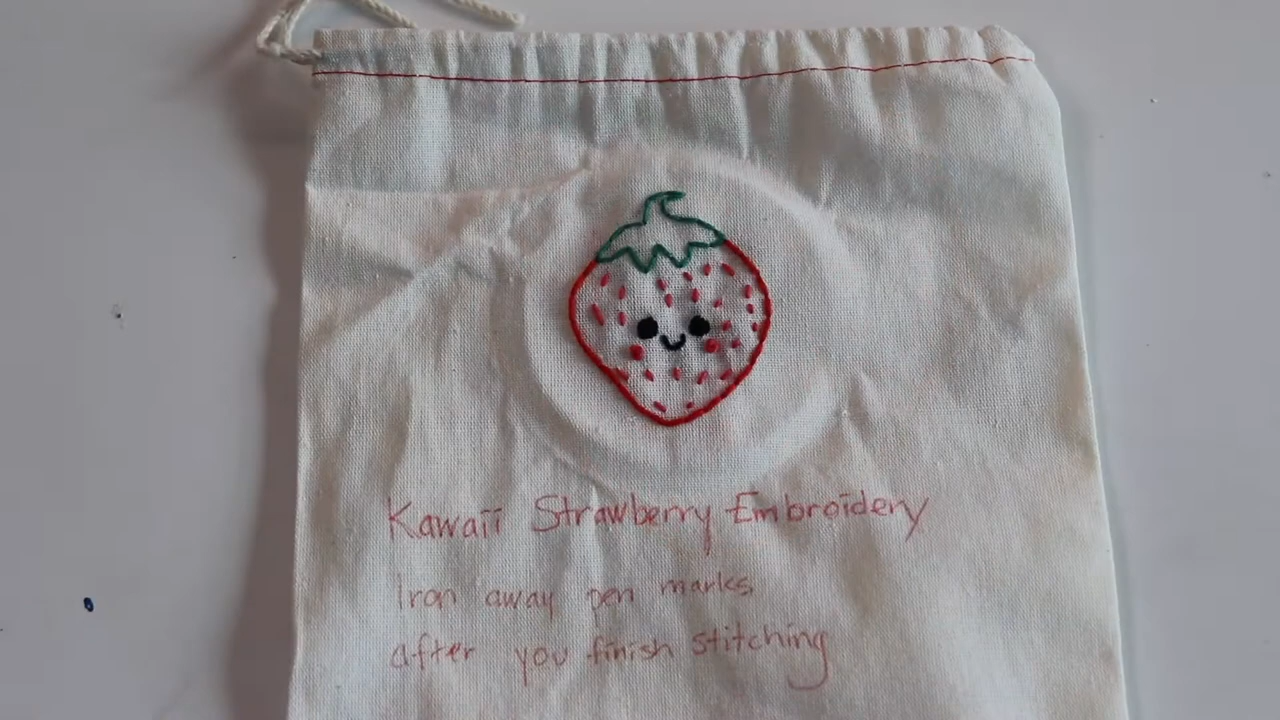 Kawaii Strawberry Embroidery
Iron away pen marks
after you finish stitching